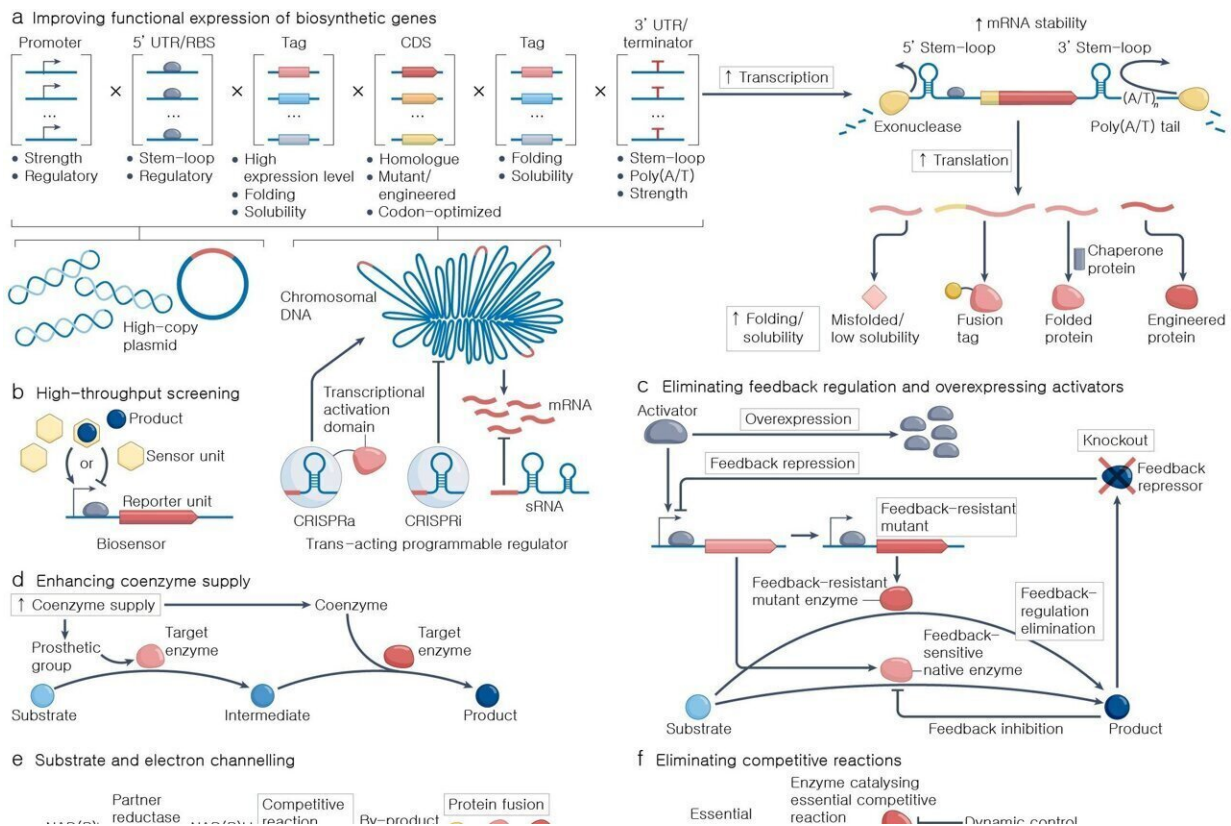 a Improving functional expression of biosynthetic genes
Promoter
5' UTR/RBS
Tag
CDS
Tag
3' UTR/
terminator
× × × × ×
... ... ... ... ... ...
• Strength
• Regulatory
• Stem-loop
• Regulatory
• High
expression level
• Folding
• Solubility
• Homologue
• Mutant/
engineered
• Codon-optimized
• Folding
• Solubility
• Stem-loop
• Poly(A/T)
• Strength
↑ Transcription
↑ mRNA stability
5' Stem-loop
3' Stem-loop
(A/T)n
Exonuclease
Poly(A/T) tail
↑ Translation
Chaperone
protein
↑ Folding/
solubility
Misfolded/
low solubility
Fusion
tag
Folded
protein
Engineered
protein
High-copy
plasmid
Chromosomal
DNA
Transcriptional
activation
domain
mRNA
CRISPRa
CRISPRi
sRNA
Trans-acting programmable regulator
b High-throughput screening
Product
or
Sensor unit
Reporter unit
Biosensor
c Eliminating feedback regulation and overexpressing activators
Activator
Overexpression
Feedback repression
Knockout
Feedback
repressor
Feedback-resistant
mutant
Feedback-resistant
mutant enzyme
Feedback-
regulation
elimination
Feedback-
sensitive
native enzyme
Substrate
Feedback inhibition
Product
d Enhancing coenzyme supply
↑ Coenzyme supply
Coenzyme
Prosthetic
group
Target
enzyme
Target
enzyme
Substrate
Intermediate
Product
e Substrate and electron channelling
Partner
reductase
Competitive
reaction
By-product
Protein fusion
f Eliminating competitive reactions
Essential
Enzyme catalysing
essential competitive
reaction
Dynamic control